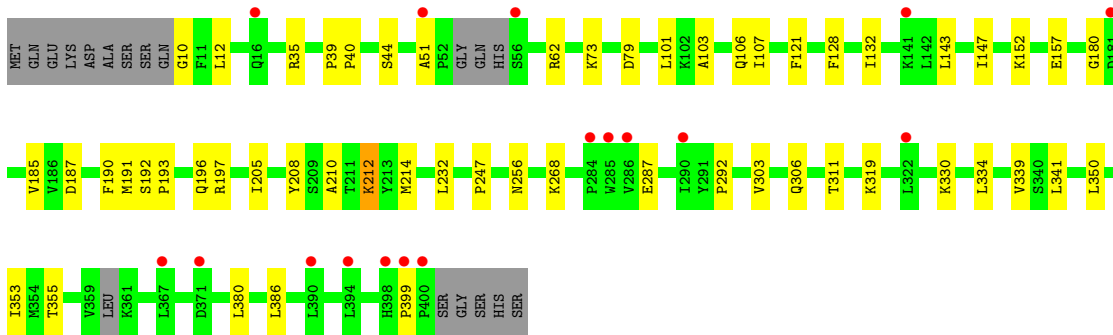 MET GLN GLU LYS ASP ALA SER SER GLN G10 F11 L12 Q16 R35 P39 P40 S44 A51 P52 GLY GLN HIS S56 R62 K73 D79 L101 K102 A103 Q106 I107 F121 F128 I132 K141 L142 L143 I147 K152 E157 G180 D181
V185 V186 D187 F190 M191 S192 P193 Q196 R197 I205 Y208 S209 A210 T211 K212 Y213 M214 L232 P247 N256 K268 P284 W285 V286 E287 I290 Y291 P292 V303 Q306 T311 K319 L322 K330 L334 V339 S340 L341 L350
I353 M354 T355 V359 LEU K361 L367 D371 L380 L386 L390 L394 H398 P399 P400 SER GLY SER HIS SER